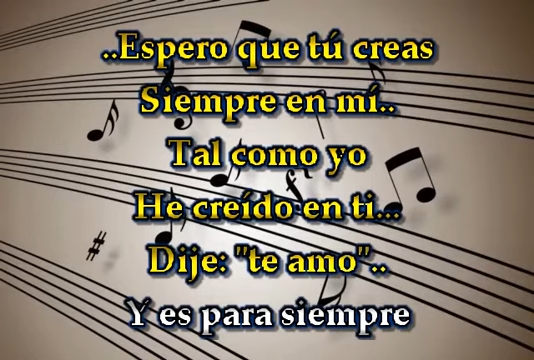 ..Espero que tú creas
Siempre en mí..
Tal como yo
He creído en ti...
Dije: "te amo"..
Y es para siempre